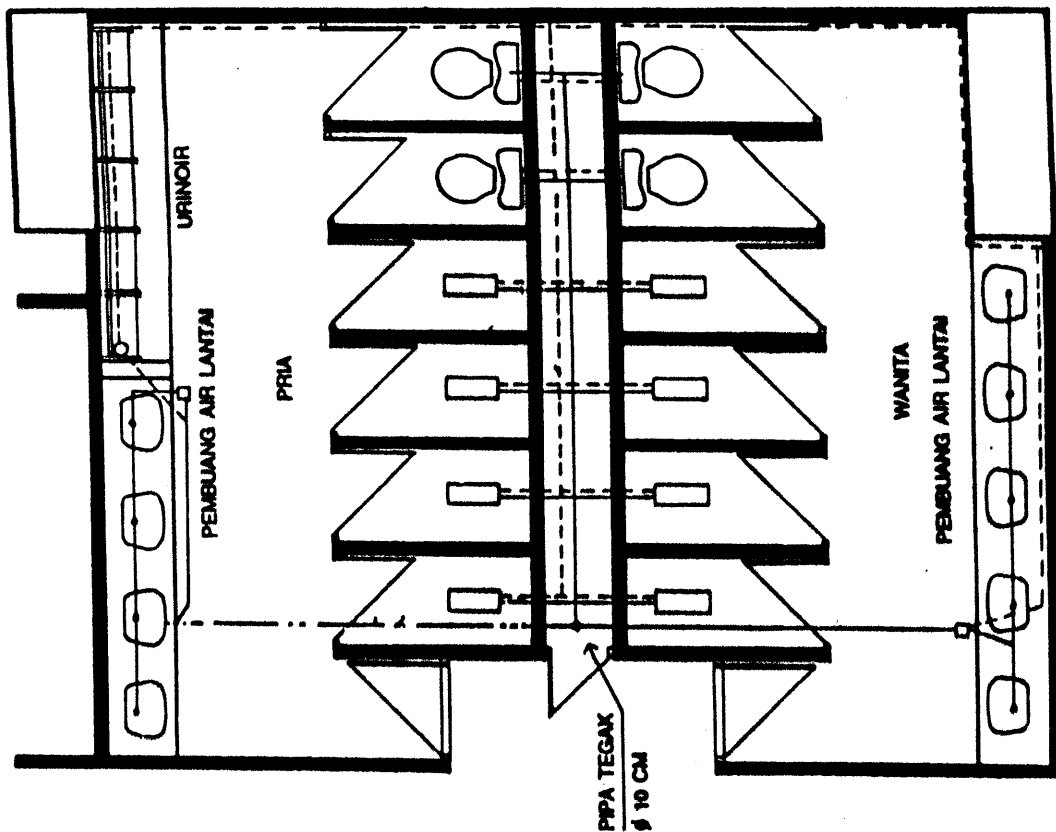 URINOIR
PEMBUANG AIR LANTAI
PRIA
WANITA
PEMBUANG AIR LANTAI
PIPA TEGAK
ø 10 CM